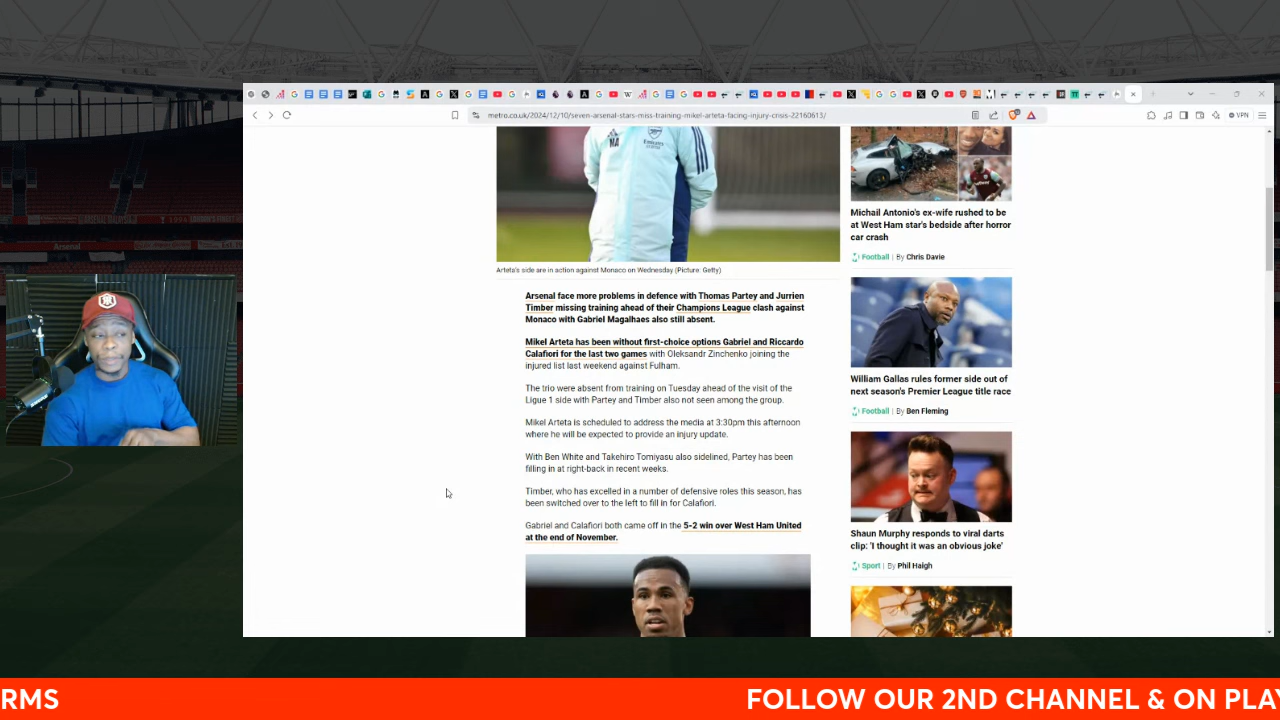 metro.co.uk/2024/12/10/seven-arsenal-stars-miss-training-mikel-arteta-facing-injury-crisis-22160613/
VPN
Emirates
Arteta's side are in action against Monaco on Wednesday (Picture: Getty)
Arsenal face more problems in defence with Thomas Partey and Jurrien
Timber missing training ahead of their Champions League clash against
Monaco with Gabriel Magalhaes also still absent.
Mikel Arteta has been without first-choice options Gabriel and Riccardo
Calafiori for the last two games with Oleksandr Zinchenko joining the
injured list last weekend against Fulham.
The trio were absent from training on Tuesday ahead of the visit of the
Ligue 1 side with Partey and Timber also not seen among the group.
Mikel Arteta is scheduled to address the media at 3:30pm this afternoon
where he will be expected to provide an injury update.
With Ben White and Takehiro Tomiyasu also sidelined, Partey has been
filling in at right-back in recent weeks.
Timber, who has excelled in a number of defensive roles this season, has
been switched over to the left to fill in for Calafiori.
Gabriel and Calafiori both came off in the 5-2 win over West Ham United
at the end of November.
Michail Antonio's ex-wife rushed to be
at West Ham star's bedside after horror
car crash
Football | By Chris Davie
William Gallas rules former side out of
next season's Premier League title race
Football | By Ben Fleming
Shaun Murphy responds to viral darts
clip: 'I thought it was an obvious joke'
Sport | By Phil Haigh
Arsenal
RMS
FOLLOW OUR 2ND CHANNEL & ON PLA